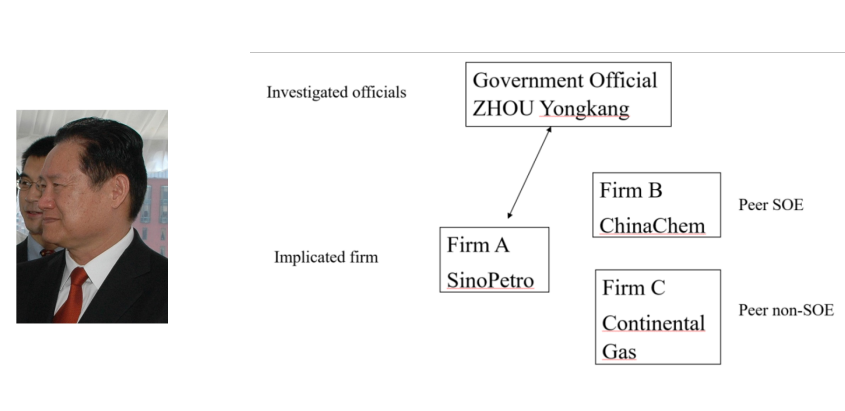 Investigated officials
Government Official
ZHOU Yongkang
Firm B
ChinaChem
Peer SOE
Implicated firm
Firm A
SinoPetro
Firm C
Continental
Gas
Peer non-SOE